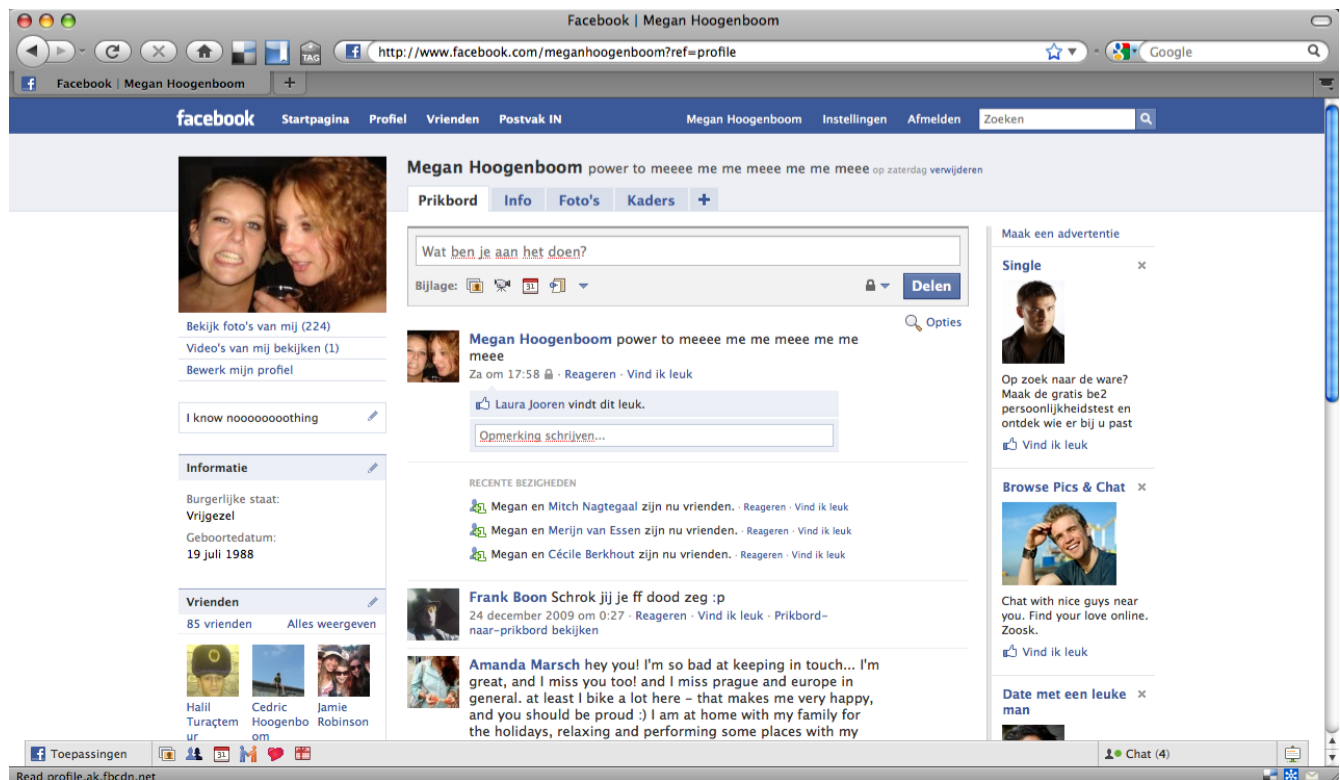 Facebook | Megan Hoogenboom
TAG
http://www.facebook.com/meganhoogenboom?ref=profile
Google
Facebook | Megan Hoogenboom
facebook Startpagina Profiel Vrienden Postvak IN Megan Hoogenboom Instellingen Afmelden Zoeken
Megan Hoogenboom power to meeee me me meee me me meee op zaterdag verwijderen
Prikbord Info Foto's Kaders +
Wat ben je aan het doen?
Bijlage: 31 Delen
Opties
Bekijk foto's van mij (224)
Video's van mij bekijken (1)
Bewerk mijn profiel
I know noooooooothing
Informatie
Burgerlijke staat:
Vrijgezel
Geboortedatum:
19 juli 1988
Vrienden
85 vrienden Alles weergeven
Halil
Turaçtem
ur
Cedric
Hoogenbo
om
Jamie
Robinson
Megan Hoogenboom power to meeee me me meee me me
meee
Za om 17:58 · Reageren · Vind ik leuk
Laura Jooren vindt dit leuk.
Opmerking schrijven...
RECENTE BEZIGHEDEN
Megan en Mitch Nagtegaal zijn nu vrienden. · Reageren · Vind ik leuk
Megan en Merijn van Essen zijn nu vrienden. · Reageren · Vind ik leuk
Megan en Cécile Berkhout zijn nu vrienden. · Reageren · Vind ik leuk
Frank Boon Schrok jij je ff dood zeg :p
24 december 2009 om 0:27 · Reageren · Vind ik leuk · Prikbord-
naar-prikbord bekijken
Amanda Marsch hey you! I'm so bad at keeping in touch... I'm
great, and I miss you too! and I miss prague and europe in
general. at least I bike a lot here – that makes me very happy,
and you should be proud :) I am at home with my family for
the holidays, relaxing and performing some places with my
Maak een advertentie
Single
Op zoek naar de ware?
Maak de gratis be2
persoonlijkheidstest en
ontdek wie er bij u past
Vind ik leuk
Browse Pics & Chat
Chat with nice guys near
you. Find your love online.
Zoosk.
Vind ik leuk
Date met een leuke
man
Toepassingen 31 Chat (4)
Read profile.ak.fbcdn.net